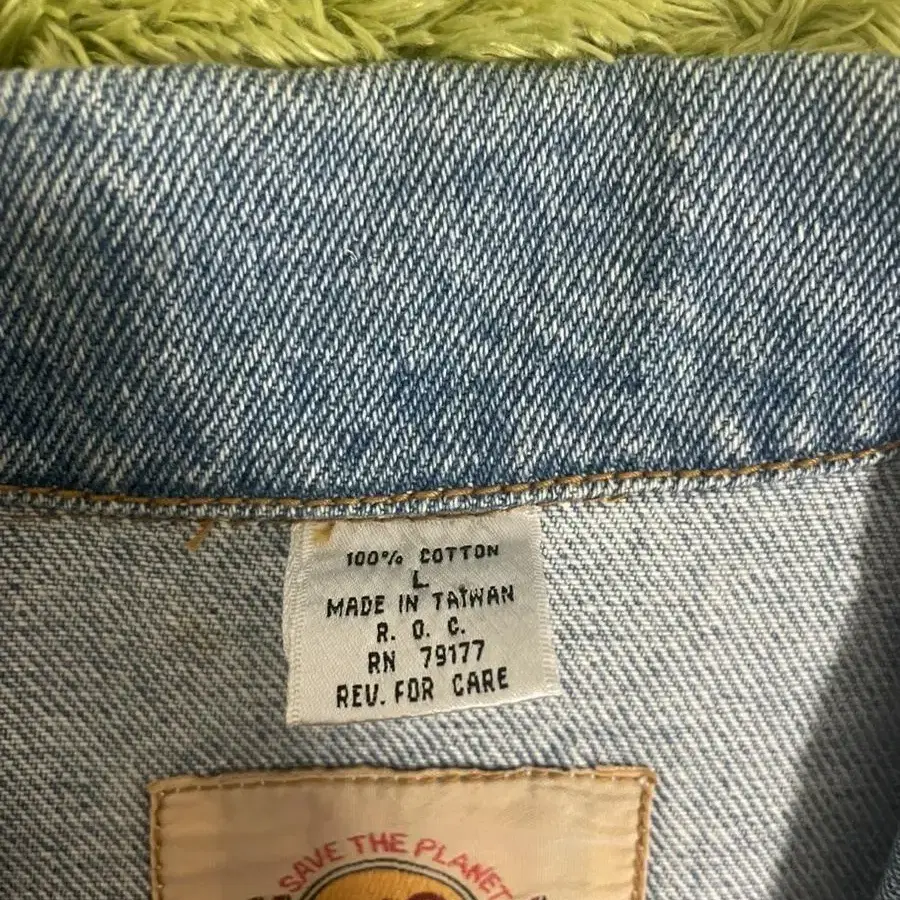 100% COTTON
L
MADE IN TAIWAN
R. O. C.
RN 79177
REV. FOR CARE
SAVE THE PLANET